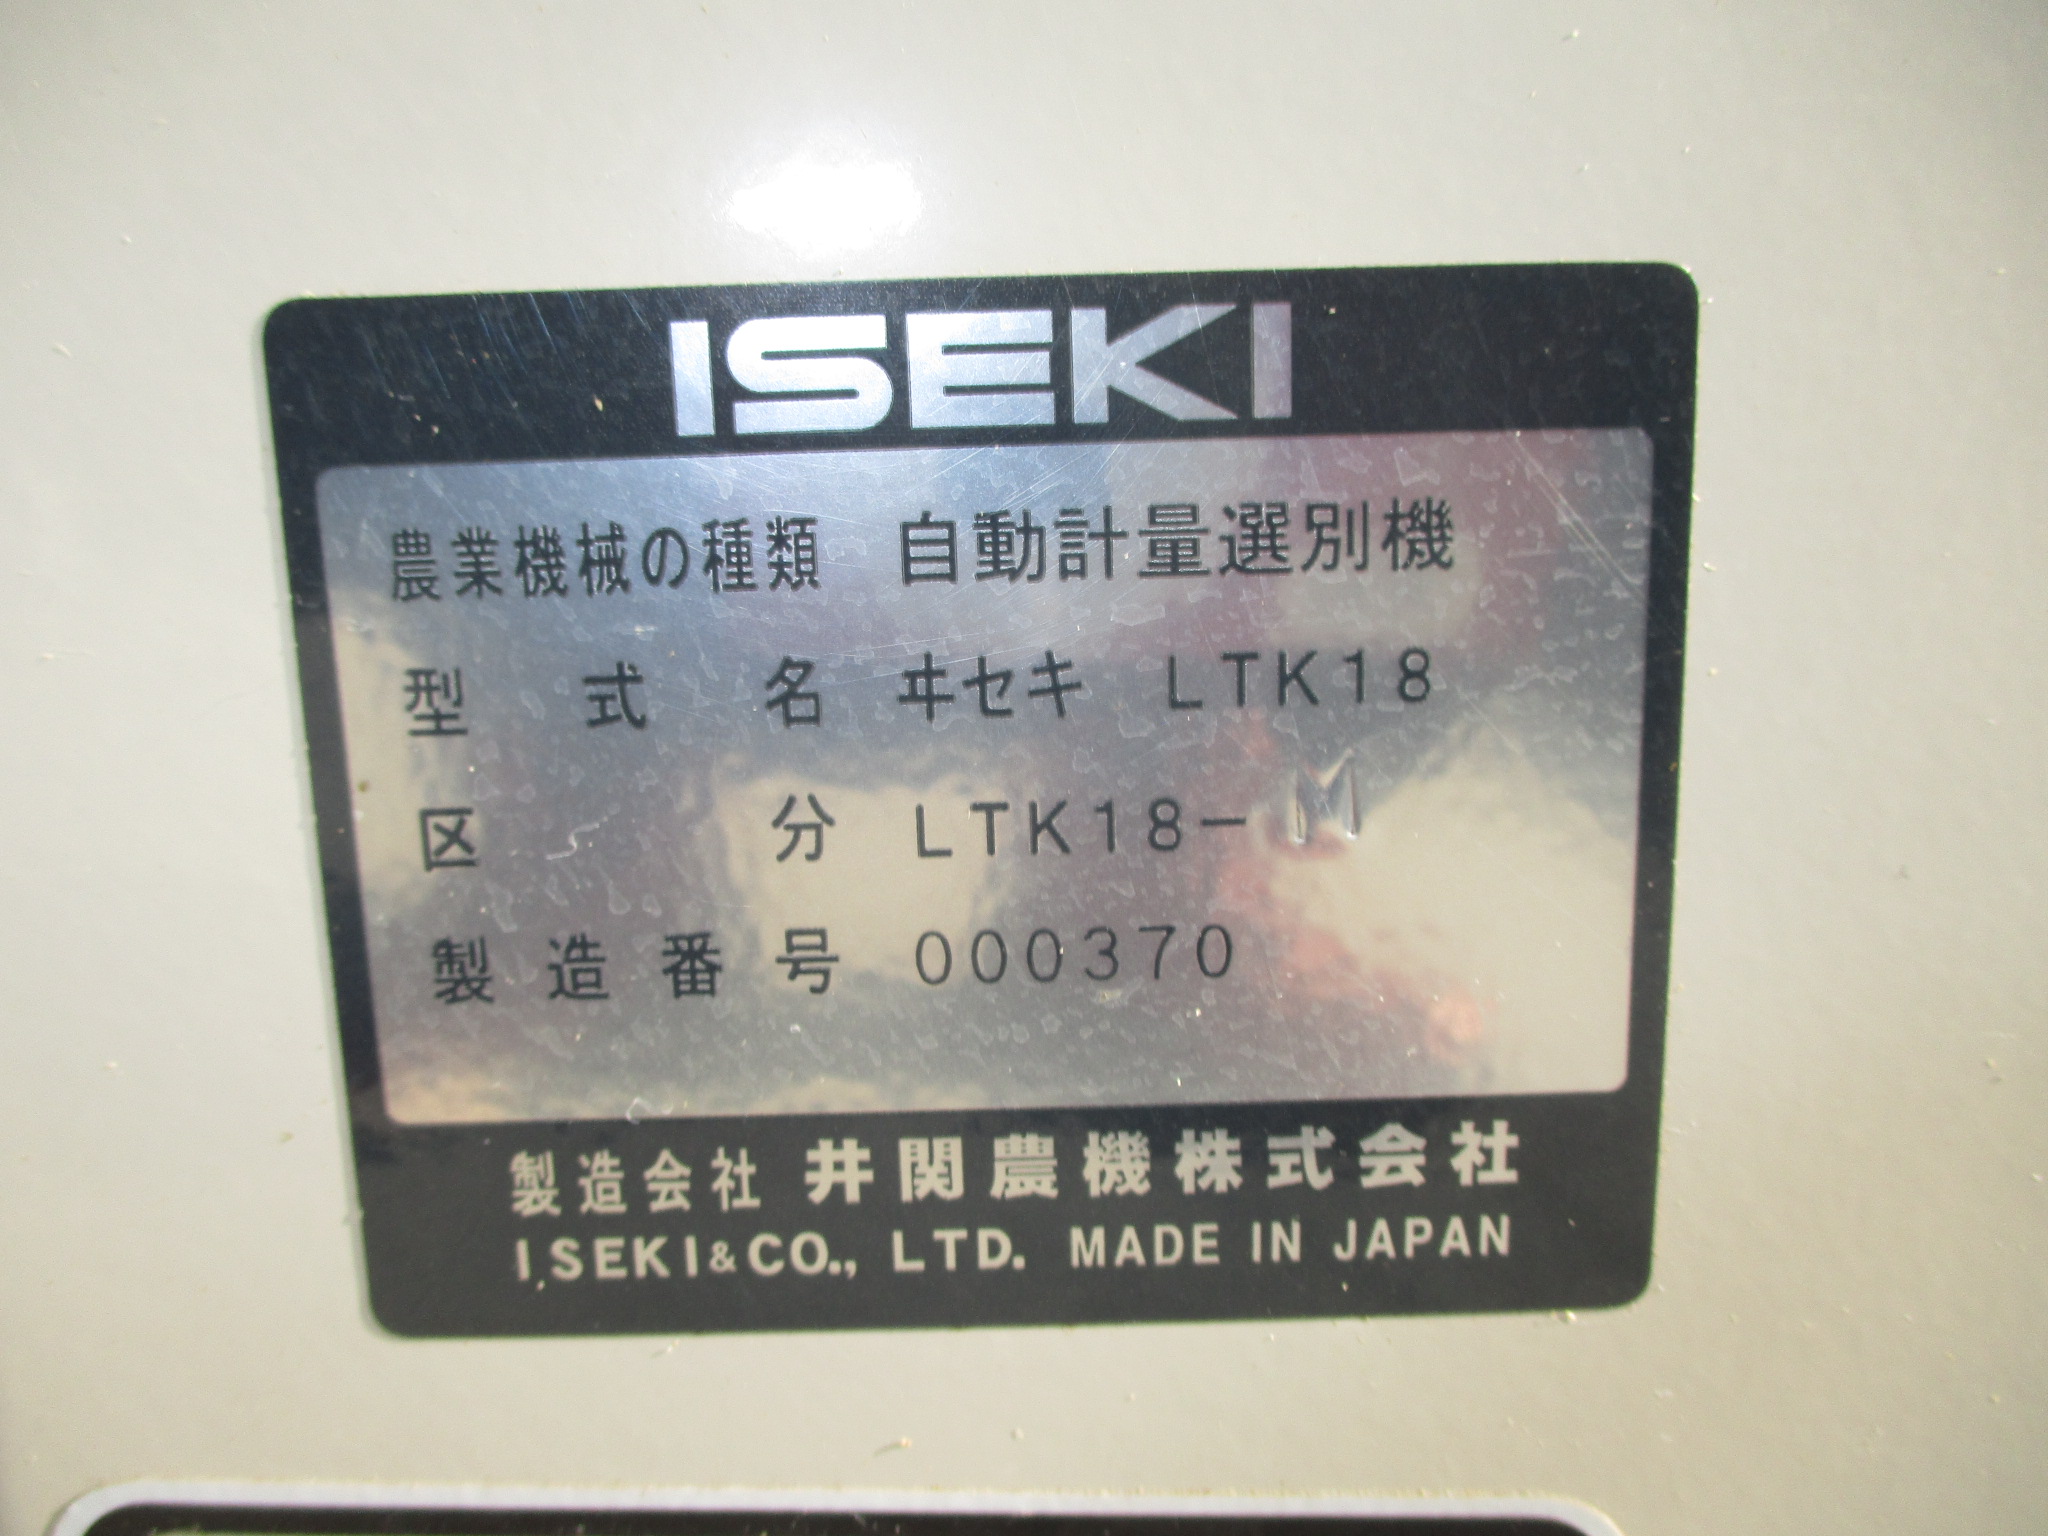 ISEKI
農業機械の種類 自動計量選別機
型式名 ヰセキ LTK18
区分 LTK18-M
製造番号 000370
製造会社 井関農機株式会社
ISEKI&CO., LTD. MADE IN JAPAN